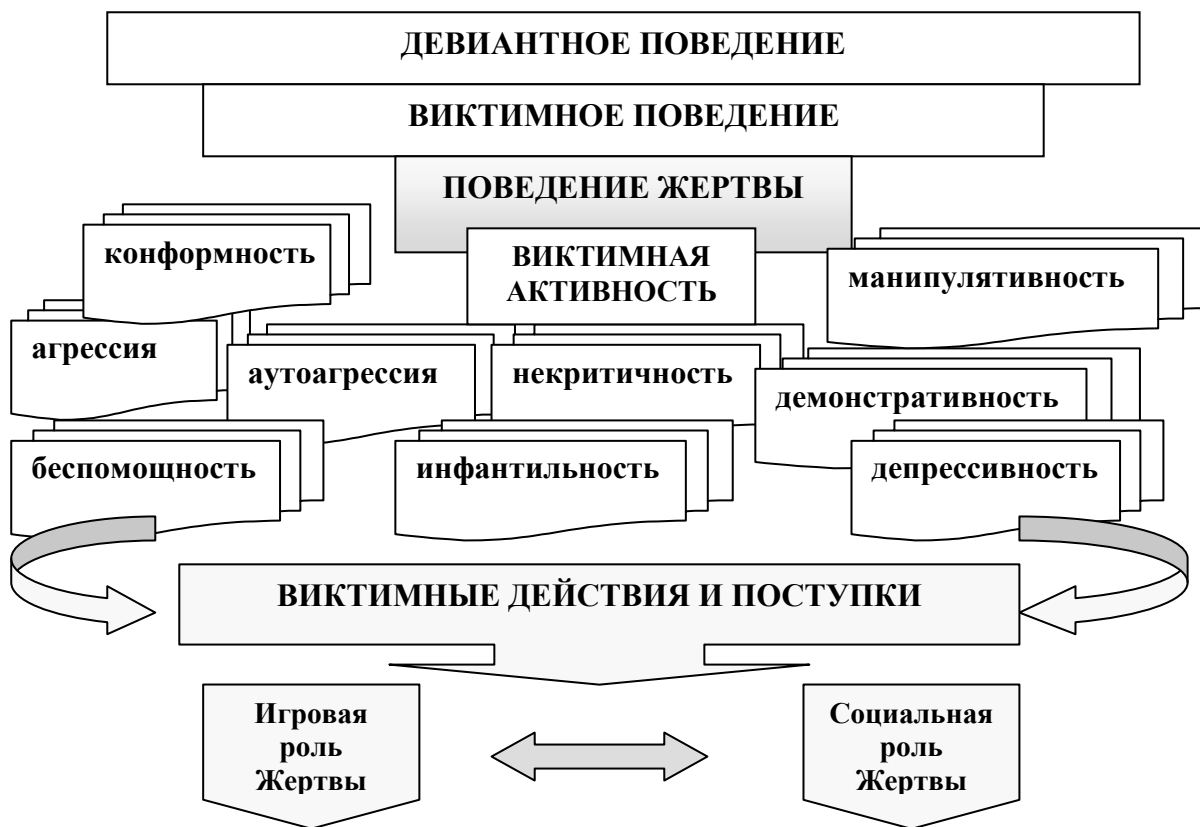 ДЕВИАНТНОЕ ПОВЕДЕНИЕ
ВИКТИМНОЕ ПОВЕДЕНИЕ
ПОВЕДЕНИЕ ЖЕРТВЫ
конформность
ВИКТИМНАЯ
АКТИВНОСТЬ
манипулятивность
агрессия
аутоагрессия
некритичность
демонстративность
беспомощность
инфантильность
депрессивность
ВИКТИМНЫЕ ДЕЙСТВИЯ И ПОСТУПКИ
Игровая
роль
Жертвы
Социальная
роль
Жертвы